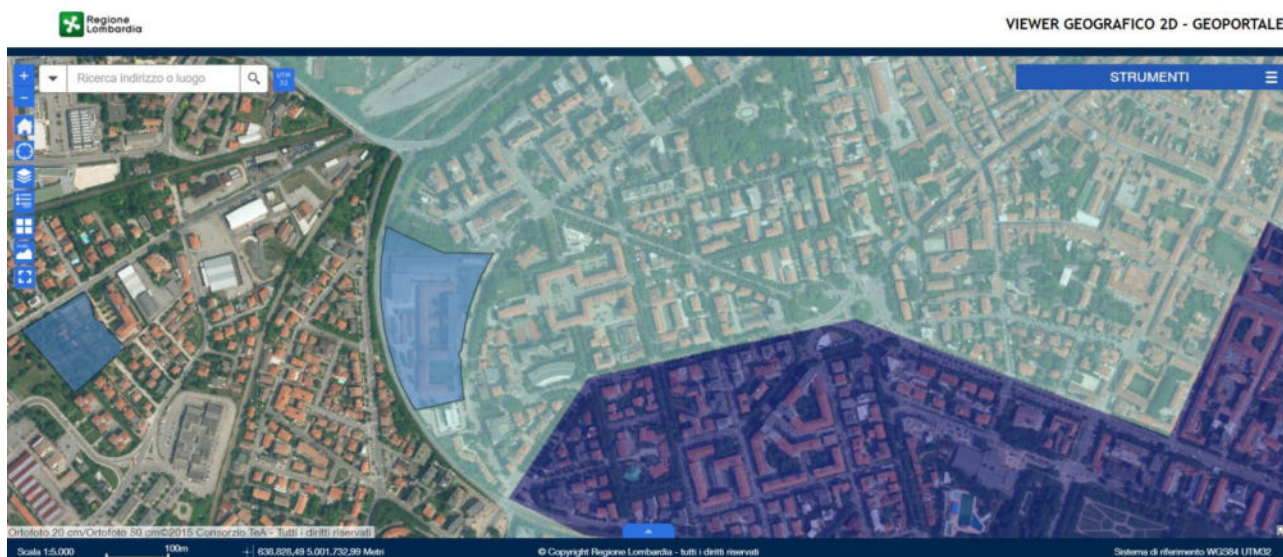 Regione
Lombardia
VIEWER GEOGRAFICO 2D - GEOPORTALE
Ricerca indirizzo o luogo
UTM
32
STRUMENTI
Ortofoto 20 cm/Ortofoto 50 cm©2015 Consorzio TeA - Tutti i diritti riservati
Scala 1:5.000
100m
638.828,49 5.001.732,99 Metri
© Copyright Regione Lombardia - tutti i diritti riservati
Sistema di riferimento WGS84 UTM32